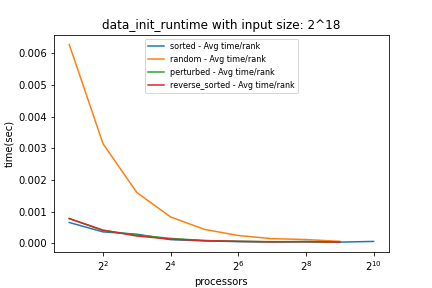 data_init_runtime with input size: 2^18
sorted - Avg time/rank
random - Avg time/rank
perturbed - Avg time/rank
reverse_sorted - Avg time/rank
time(sec)
0.006
0.005
0.004
0.003
0.002
0.001
0.000
2^2 2^4 2^6 2^8 2^10
processors